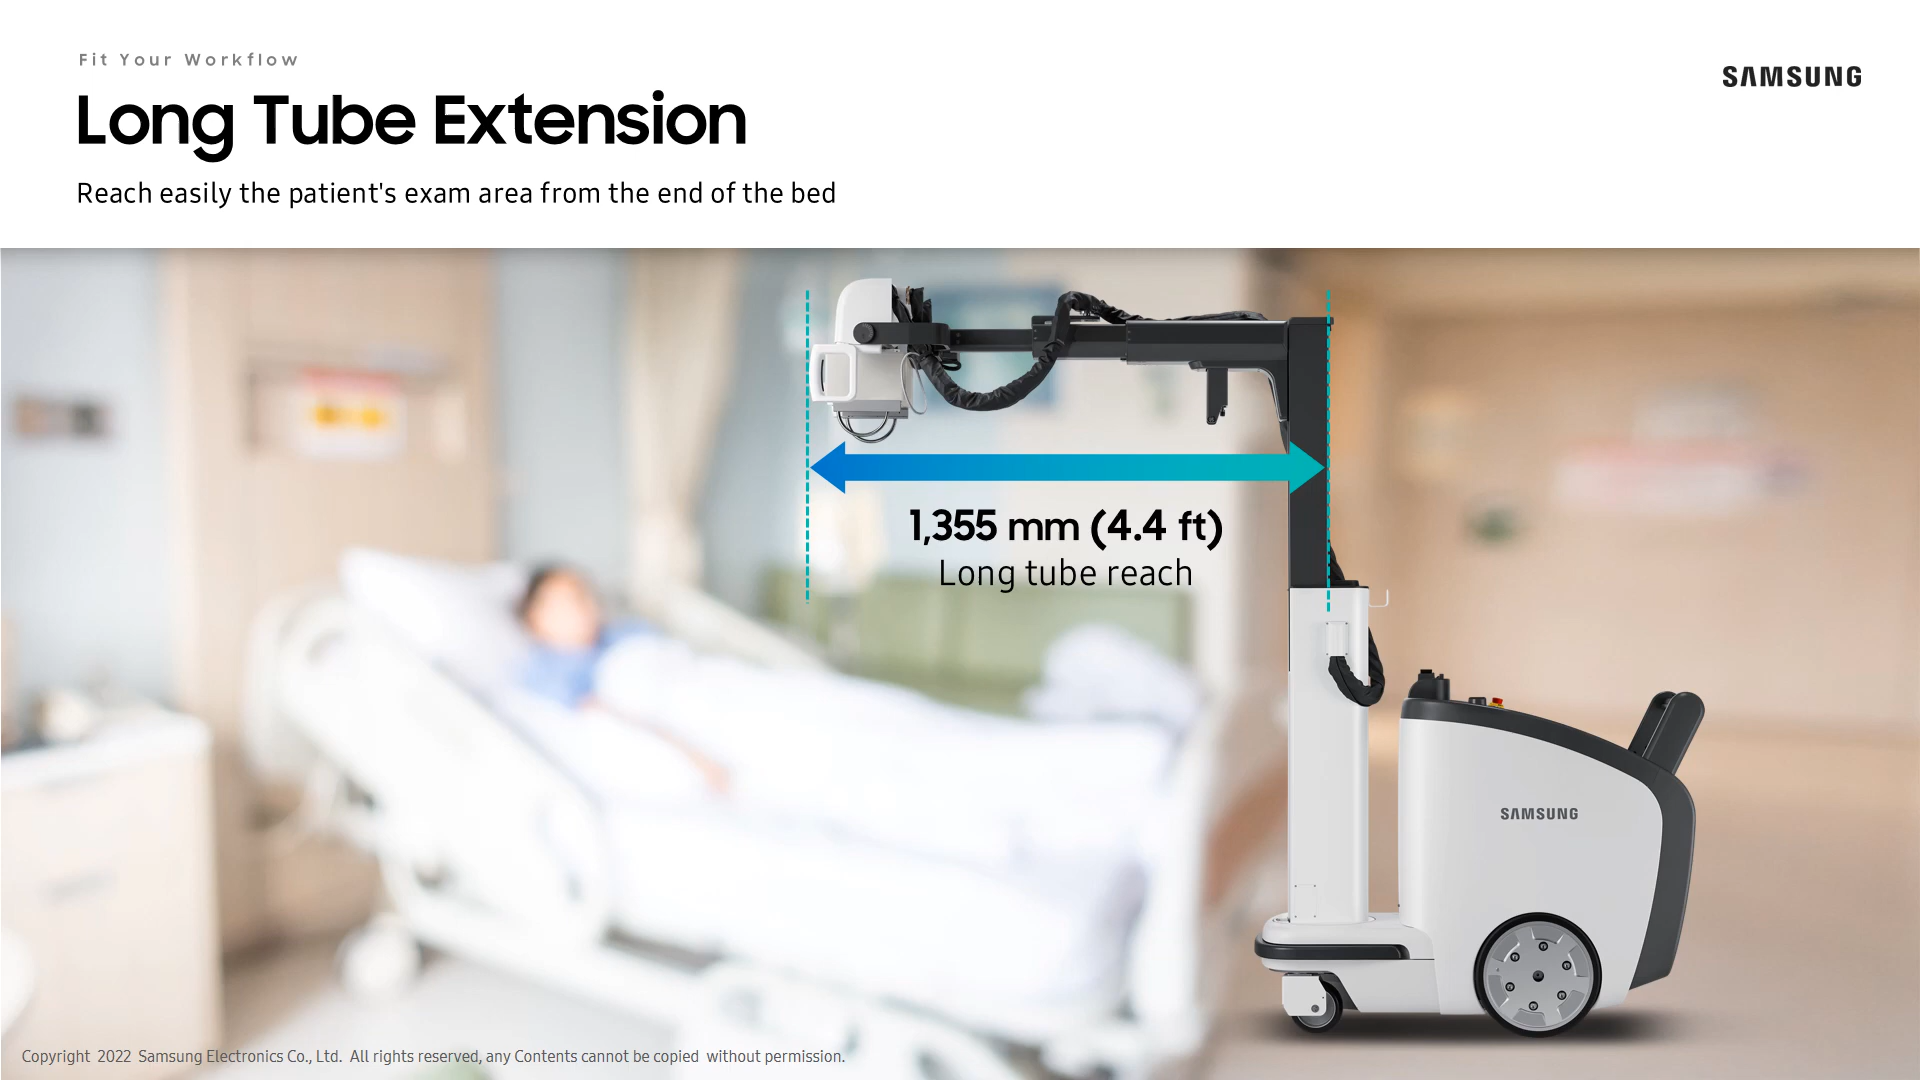 Fit Your Workflow
SAMSUNG
Long Tube Extension
Reach easily the patient's exam area from the end of the bed
1,355 mm (4.4 ft)
Long tube reach
SAMSUNG
Copyright 2022 Samsung Electronics Co., Ltd. All rights reserved, any Contents cannot be copied without permission.